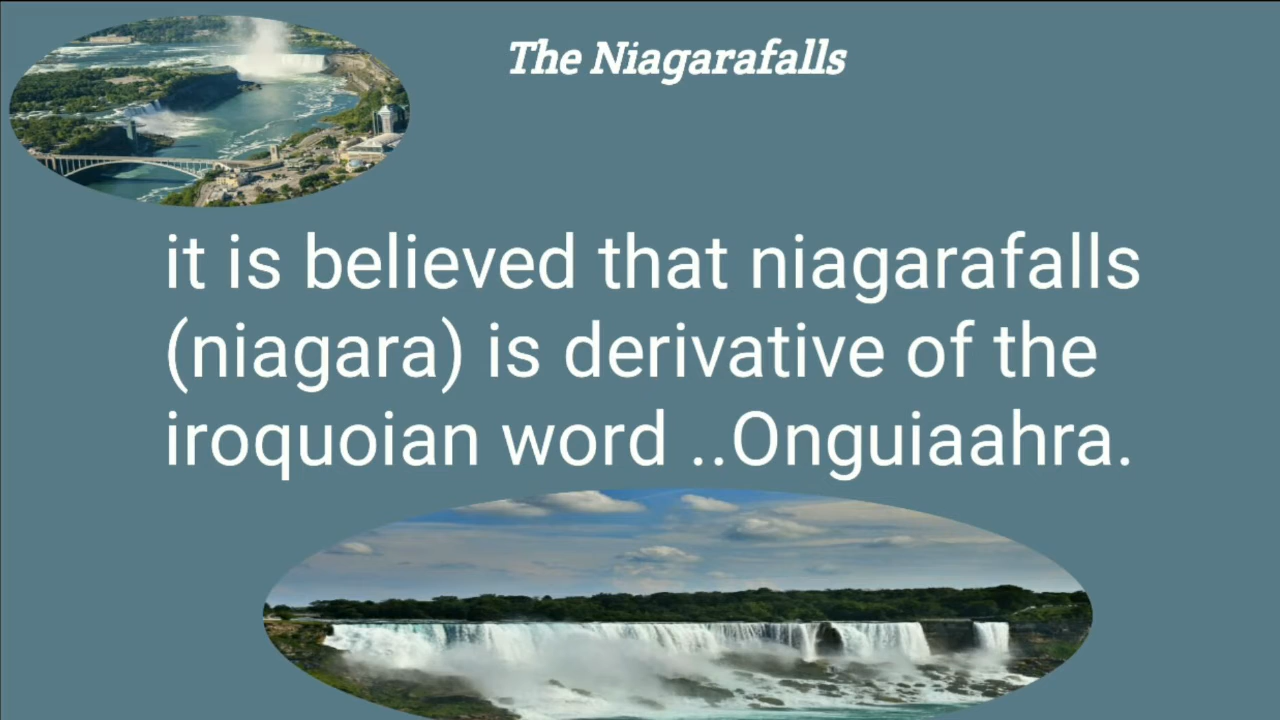 The Niagarafalls
it is believed that niagarafalls
(niagara) is derivative of the
iroquoian word ..Onguiaahra.